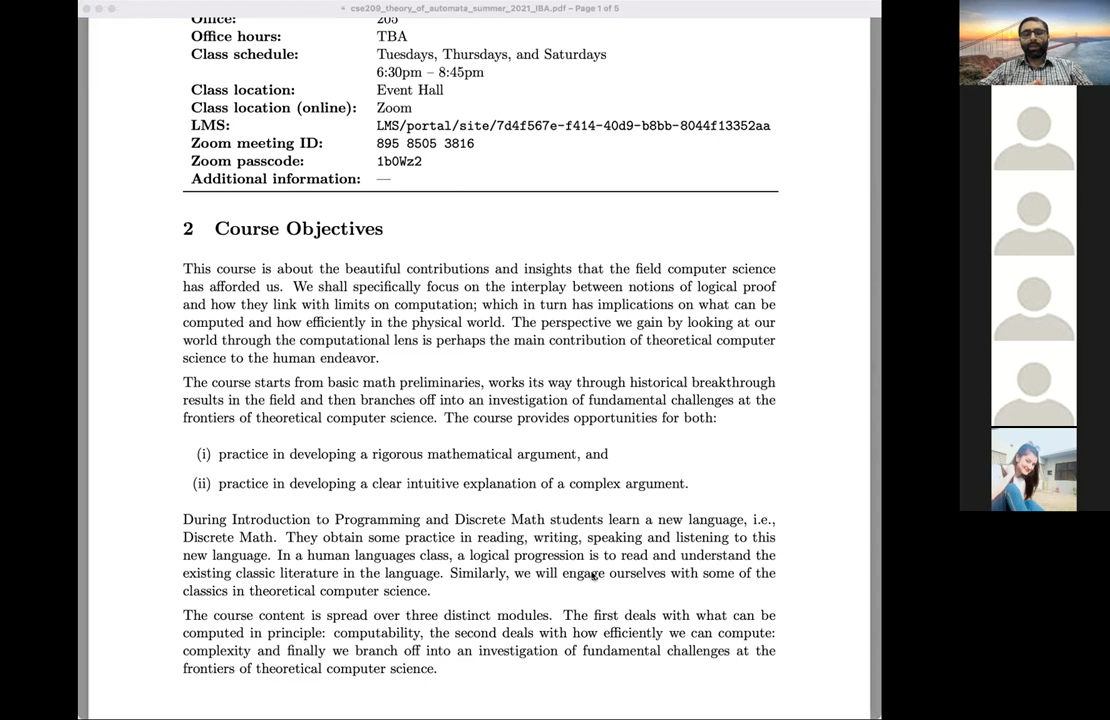 cse209_theory_of_automata_summer_2021_IBA.pdf – Page 1 of 5
Office: 205
Office hours: TBA
Class schedule: Tuesdays, Thursdays, and Saturdays
6:30pm – 8:45pm
Class location: Event Hall
Class location (online): Zoom
LMS: LMS/portal/site/7d4f567e-f414-40d9-b8bb-8044f13352aa
Zoom meeting ID: 895 8505 3816
Zoom passcode: 1b0Wz2
Additional information: —
2 Course Objectives
This course is about the beautiful contributions and insights that the field computer science
has afforded us. We shall specifically focus on the interplay between notions of logical proof
and how they link with limits on computation; which in turn has implications on what can be
computed and how efficiently in the physical world. The perspective we gain by looking at our
world through the computational lens is perhaps the main contribution of theoretical computer
science to the human endeavor.
The course starts from basic math preliminaries, works its way through historical breakthrough
results in the field and then branches off into an investigation of fundamental challenges at the
frontiers of theoretical computer science. The course provides opportunities for both:
(i) practice in developing a rigorous mathematical argument, and
(ii) practice in developing a clear intuitive explanation of a complex argument.
During Introduction to Programming and Discrete Math students learn a new language, i.e.,
Discrete Math. They obtain some practice in reading, writing, speaking and listening to this
new language. In a human languages class, a logical progression is to read and understand the
existing classic literature in the language. Similarly, we will engage ourselves with some of the
classics in theoretical computer science.
The course content is spread over three distinct modules. The first deals with what can be
computed in principle: computability, the second deals with how efficiently we can compute:
complexity and finally we branch off into an investigation of fundamental challenges at the
frontiers of theoretical computer science.